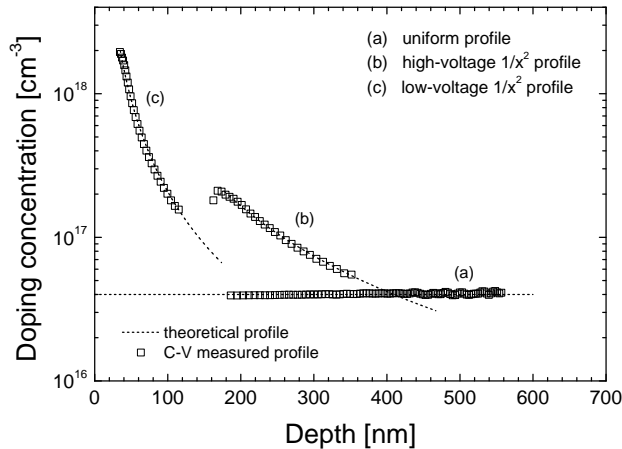 (a) uniform profile
(b) high-voltage 1/x² profile
(c) low-voltage 1/x² profile
10¹⁸
(c)
Doping concentration [cm⁻³]
10¹⁷
(b)
(a)
theoretical profile
C-V measured profile
10¹⁶
0 100 200 300 400 500 600 700
Depth [nm]